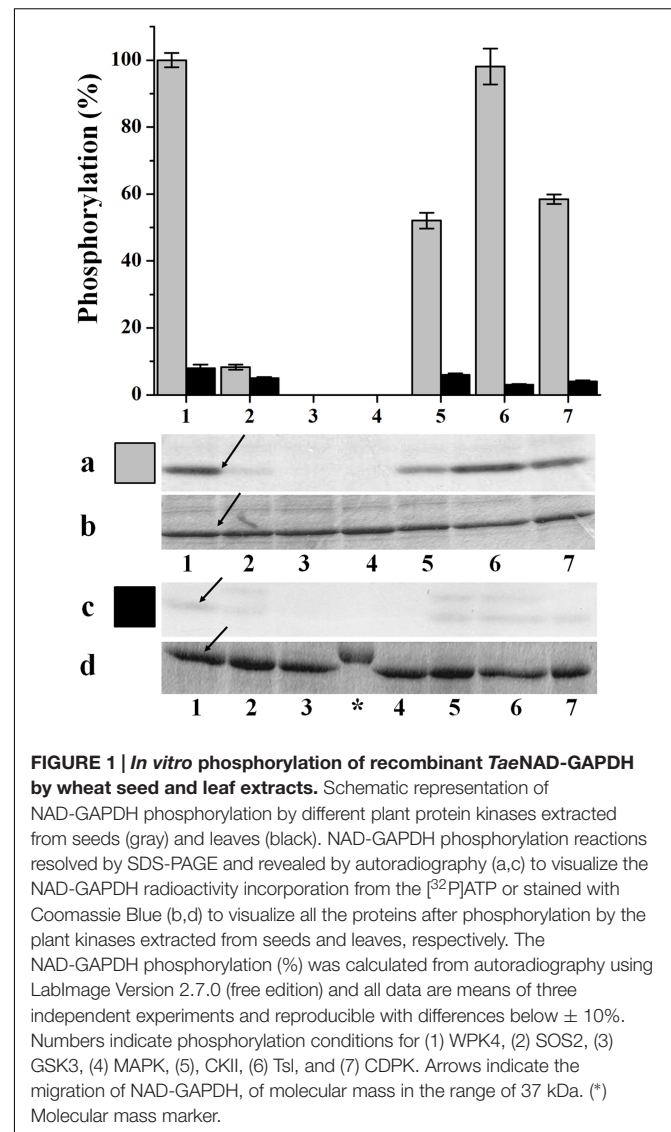 Phosphorylation (%)
100
80
60
40
20
0
1 2 3 4 5 6 7
a
b
1 2 3 4 5 6 7
c
d
1 2 3 * 4 5 6 7
FIGURE 1 | In vitro phosphorylation of recombinant TaeNAD-GAPDH
by wheat seed and leaf extracts. Schematic representation of
NAD-GAPDH phosphorylation by different plant protein kinases extracted
from seeds (gray) and leaves (black). NAD-GAPDH phosphorylation reactions
resolved by SDS-PAGE and revealed by autoradiography (a,c) to visualize the
NAD-GAPDH radioactivity incorporation from the [³²P]ATP or stained with
Coomassie Blue (b,d) to visualize all the proteins after phosphorylation by the
plant kinases extracted from seeds and leaves, respectively. The
NAD-GAPDH phosphorylation (%) was calculated from autoradiography using
LabImage Version 2.7.0 (free edition) and all data are means of three
independent experiments and reproducible with differences below ± 10%.
Numbers indicate phosphorylation conditions for (1) WPK4, (2) SOS2, (3)
GSK3, (4) MAPK, (5), CKII, (6) Tsl, and (7) CDPK. Arrows indicate the
migration of NAD-GAPDH, of molecular mass in the range of 37 kDa. (*)
Molecular mass marker.